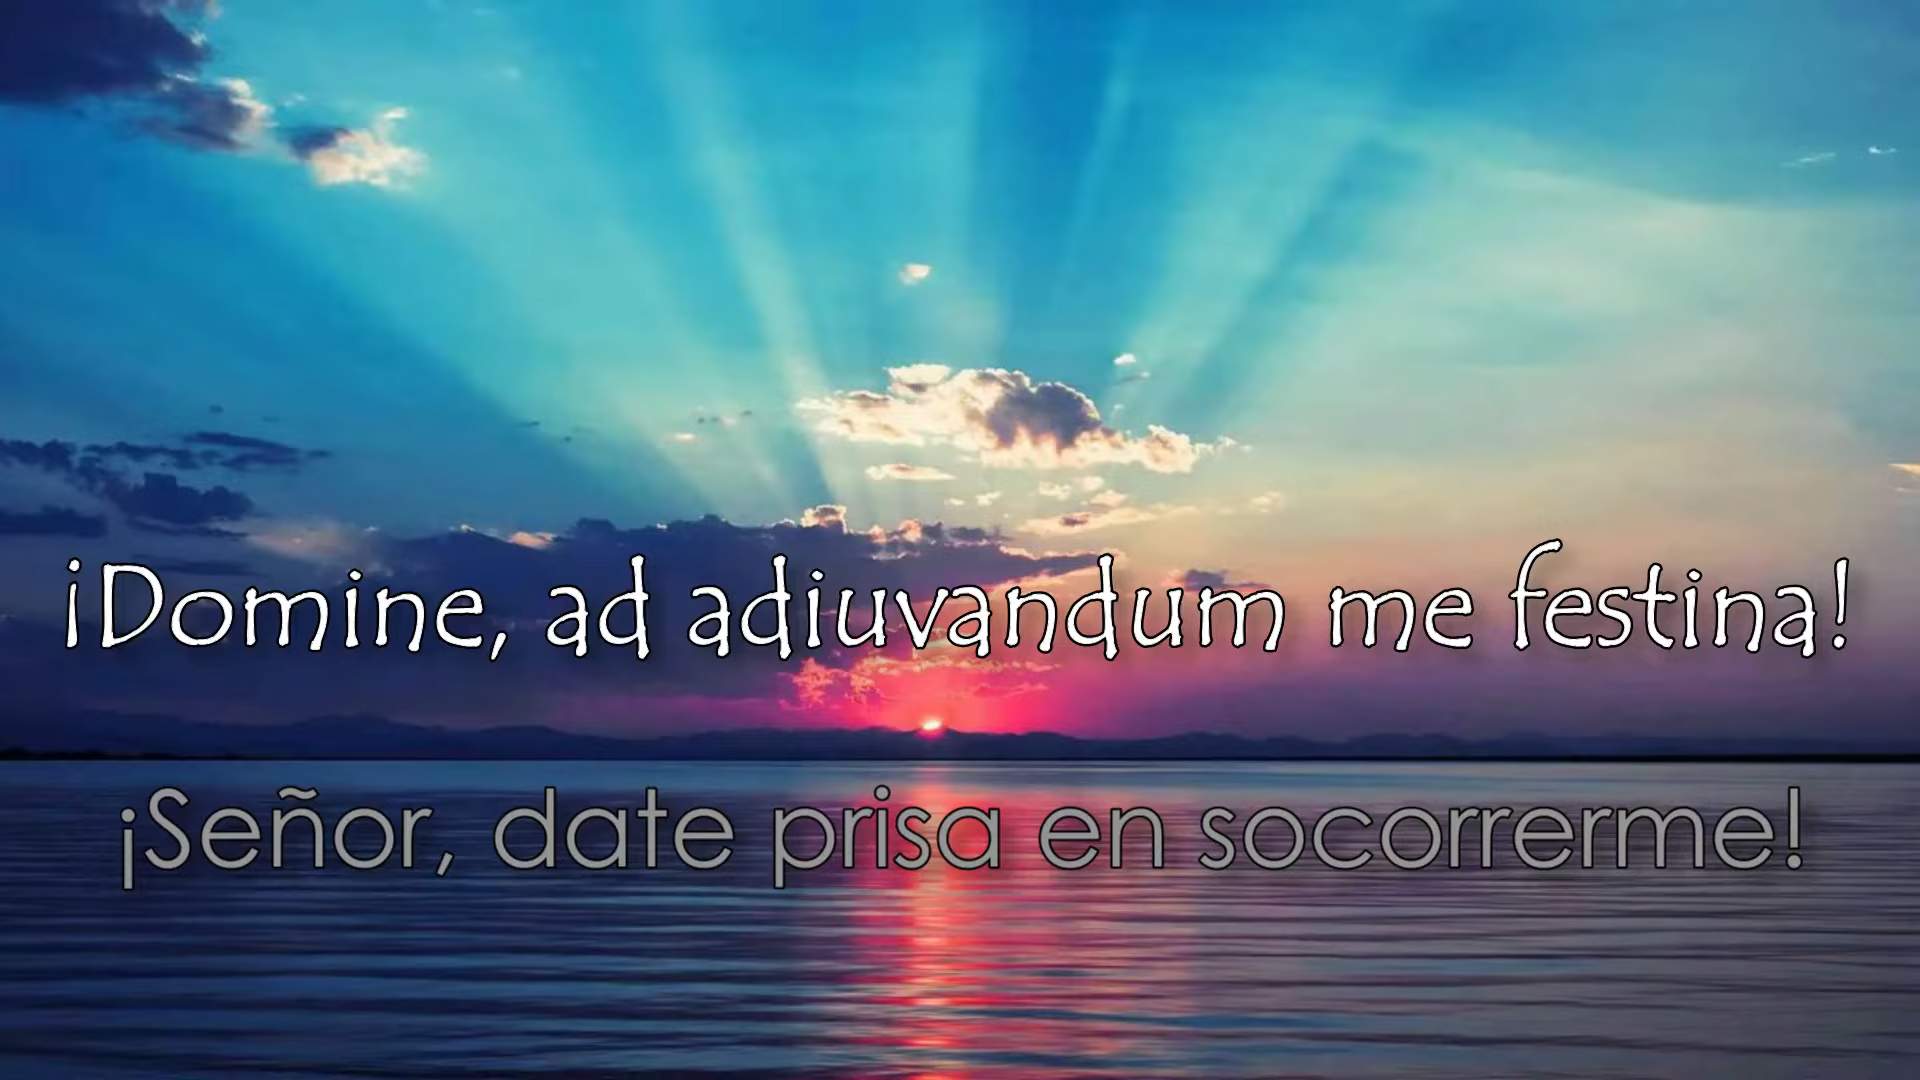 ¡Domine, ad adiuvandum me festina!
¡Señor, date prisa en socorrerme!